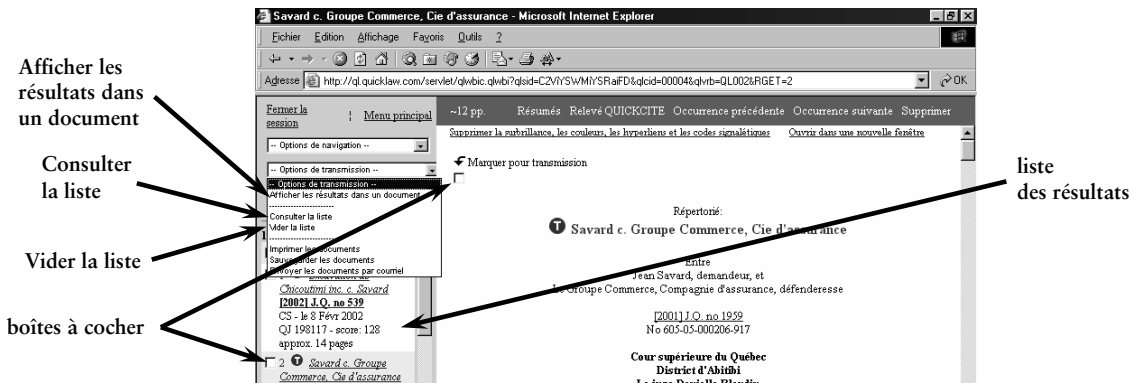 Savard c. Groupe Commerce, Cie d'assurance - Microsoft Internet Explorer
Fichier Edition Affichage Favoris Outils ?
Adresse http://ql.quicklaw.com/servlet/qlwbic.qlwbi?qlsid=C2ViYSWMiYSRaiFD&qlcid=00004&qlvrb=QL002&RGET=2 OK
Afficher les
résultats dans
un document
Consulter
la liste
Vider la liste
boîtes à cocher
Fermer la
session
¦ Menu principal
-- Options de navigation --
-- Options de transmission --
-- Options de transmission --
Afficher les résultats dans un document
------------------------
Consulter la liste
Vider la liste
------------------------
Imprimer les documents
Sauvegarder les documents
Envoyer les documents par courriel
Chicoutimi inc. c. Savard
[2002] J.Q. no 539
CS - le 8 Févr 2002
QJ 198117 - score: 128
approx. 14 pages
2 T Savard c. Groupe
Commerce, Cie d'assurance
~12 pp. Résumés Relevé QUICKCITE Occurrence précédente Occurrence suivante Supprimer
Supprimer la surbrillance, les couleurs, les hyperliens et les codes signalétiques Ouvrir dans une nouvelle fenêtre
Marquer pour transmission
Répertorié:
T Savard c. Groupe Commerce, Cie d'assurance
Entre
Jean Savard, demandeur, et
Le Groupe Commerce, Compagnie d'assurance, défenderesse
[2001] J.Q. no 1959
No 605-05-000206-917
Cour supérieure du Québec
District d'Abitibi
La juge Danielle Blondin
liste
des résultats